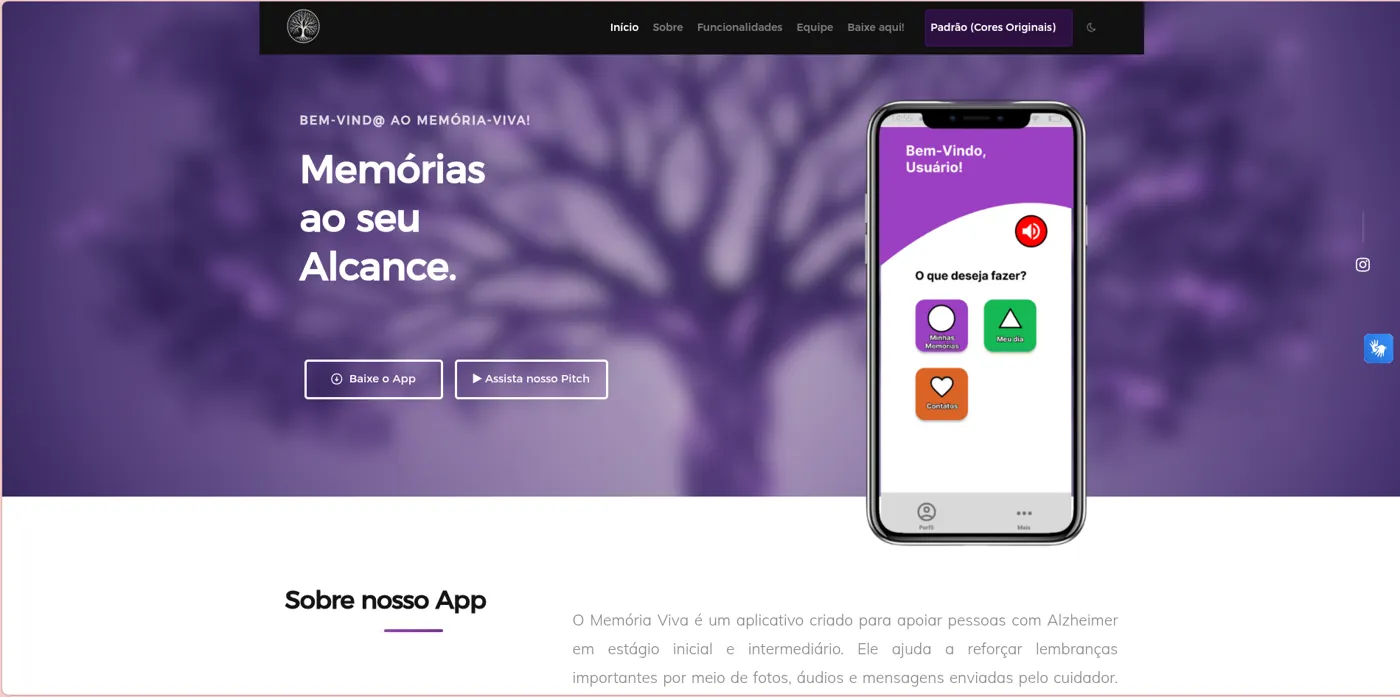 Início Sobre Funcionalidades Equipe Baixe aqui! Padrão (Cores Originais)
BEM-VIND@ AO MEMÓRIA-VIVA!
Memórias
ao seu
Alcance.
Baixe o App
Assista nosso Pitch
Bem-Vindo,
Usuário!
O que deseja fazer?
Minhas
Memórias
Meu dia
Contatos
Perfil
Mais
Sobre nosso App
O Memória Viva é um aplicativo criado para apoiar pessoas com Alzheimer
em estágio inicial e intermediário. Ele ajuda a reforçar lembranças
importantes por meio de fotos, áudios e mensagens enviadas pelo cuidador.